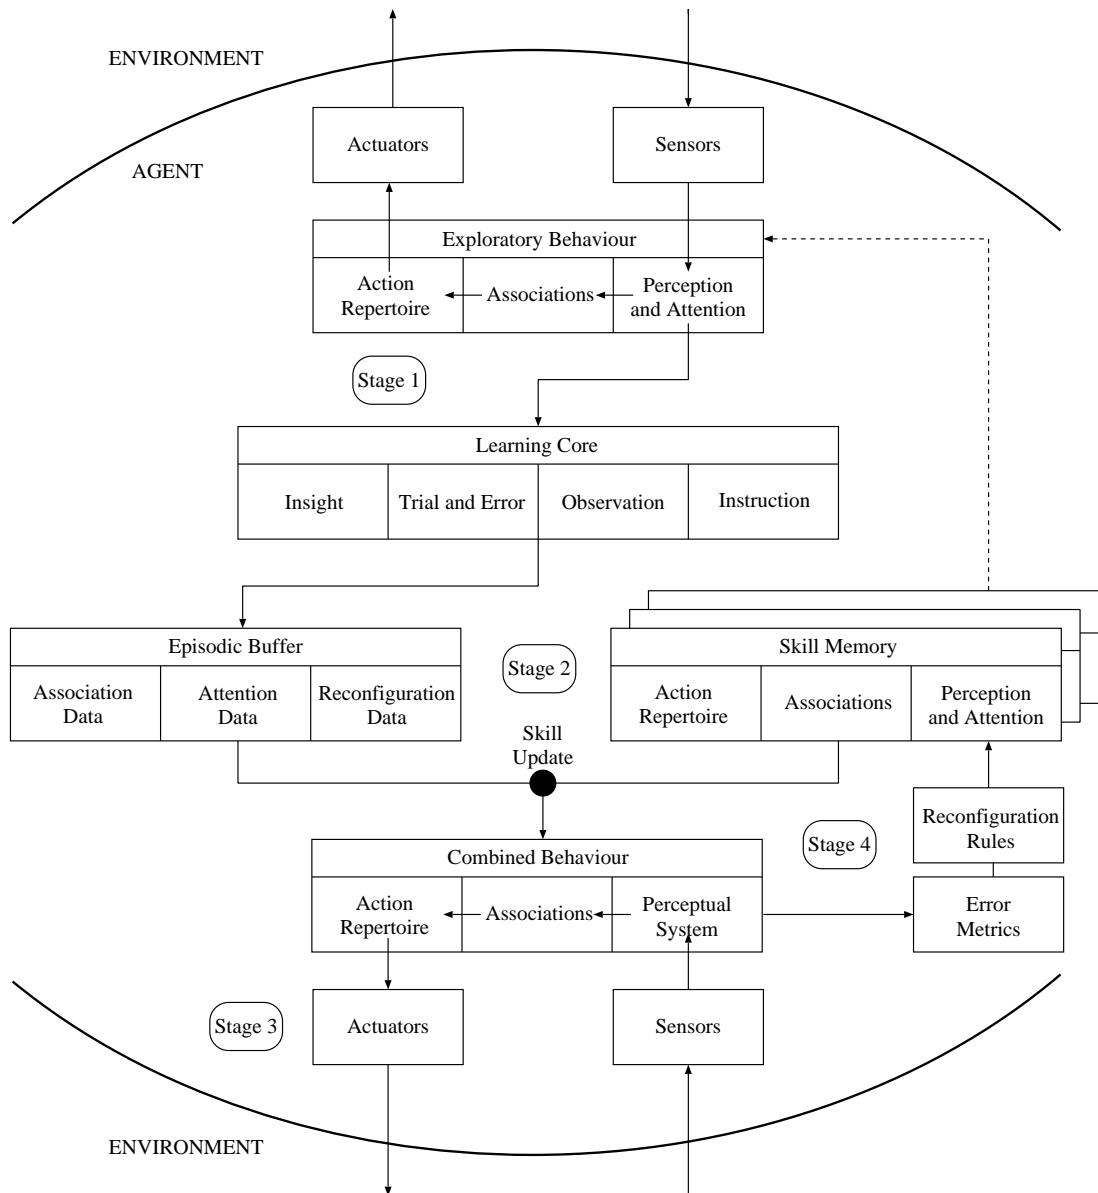 ENVIRONMENT
AGENT
Actuators
Sensors
Exploratory Behaviour
Action
Repertoire
Associations
Perception
and Attention
Stage 1
Learning Core
Insight
Trial and Error
Observation
Instruction
Episodic Buffer
Association
Data
Attention
Data
Reconfiguration
Data
Stage 2
Skill Memory
Action
Repertoire
Associations
Perception
and Attention
Skill
Update
Reconfiguration
Rules
Stage 4
Combined Behaviour
Action
Repertoire
Associations
Perceptual
System
Error
Metrics
Stage 3
Actuators
Sensors
ENVIRONMENT